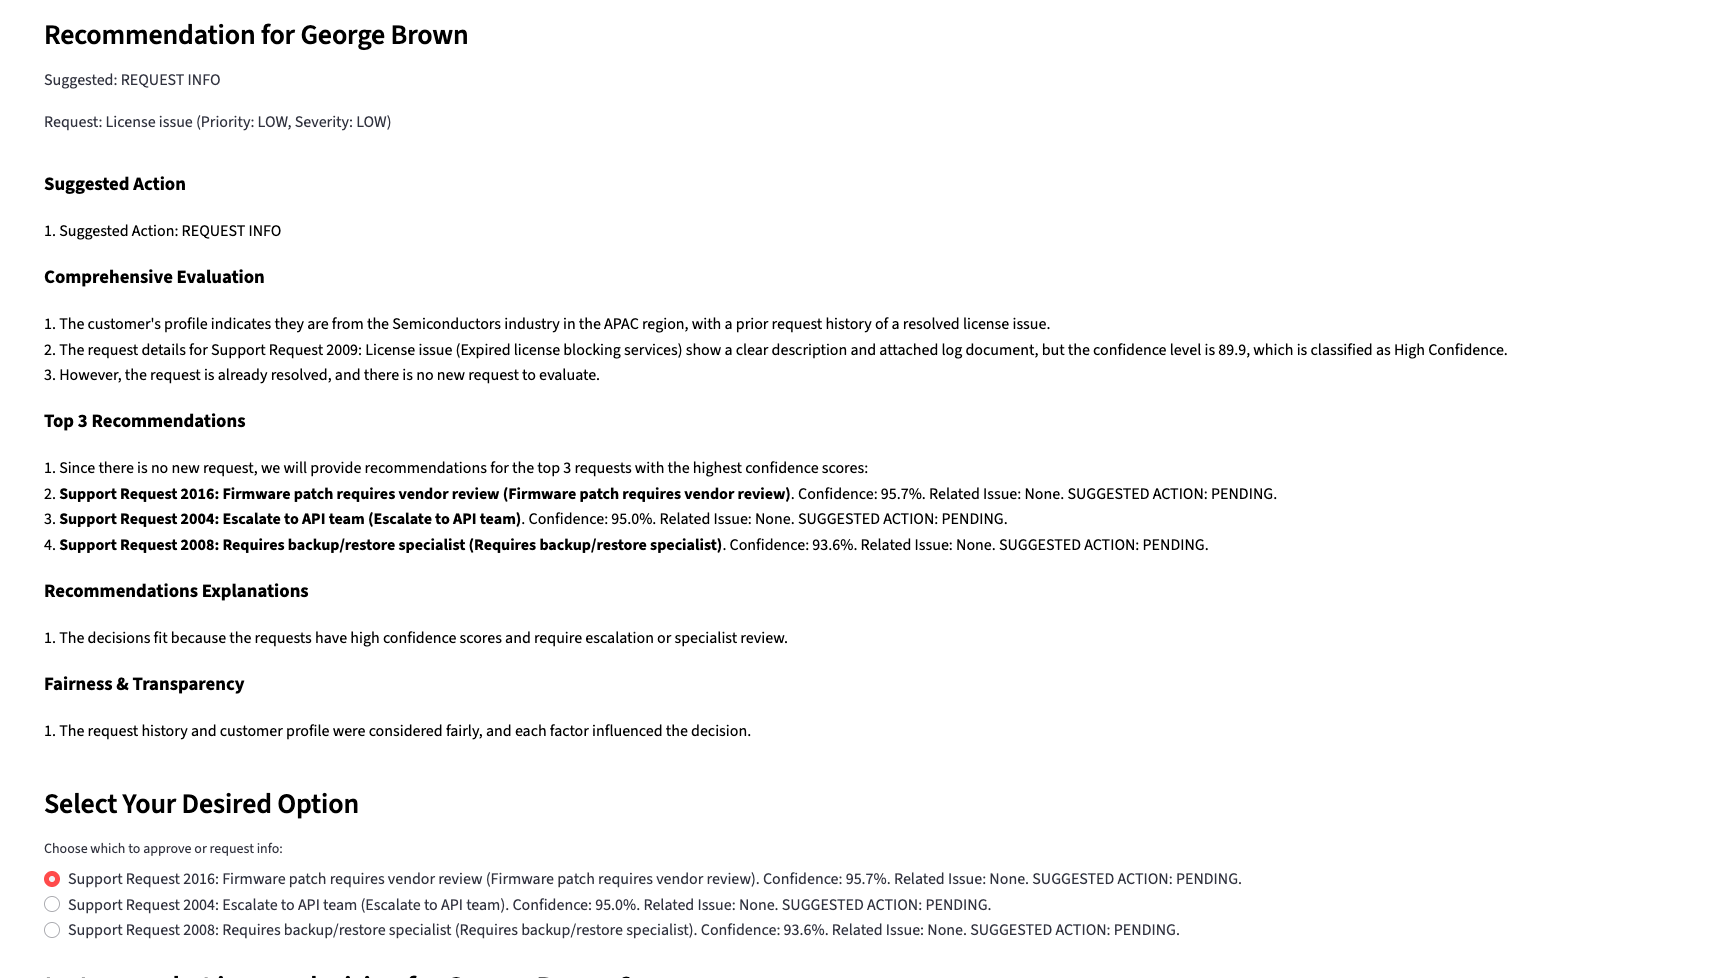 Recommendation for George Brown
Suggested: REQUEST INFO
Request: License issue (Priority: LOW, Severity: LOW)
Suggested Action
1. Suggested Action: REQUEST INFO
Comprehensive Evaluation
1. The customer's profile indicates they are from the Semiconductors industry in the APAC region, with a prior request history of a resolved license issue.
2. The request details for Support Request 2009: License issue (Expired license blocking services) show a clear description and attached log document, but the confidence level is 89.9, which is classified as High Confidence.
3. However, the request is already resolved, and there is no new request to evaluate.
Top 3 Recommendations
1. Since there is no new request, we will provide recommendations for the top 3 requests with the highest confidence scores:
2. Support Request 2016: Firmware patch requires vendor review (Firmware patch requires vendor review). Confidence: 95.7%. Related Issue: None. SUGGESTED ACTION: PENDING.
3. Support Request 2004: Escalate to API team (Escalate to API team). Confidence: 95.0%. Related Issue: None. SUGGESTED ACTION: PENDING.
4. Support Request 2008: Requires backup/restore specialist (Requires backup/restore specialist). Confidence: 93.6%. Related Issue: None. SUGGESTED ACTION: PENDING.
Recommendations Explanations
1. The decisions fit because the requests have high confidence scores and require escalation or specialist review.
Fairness & Transparency
1. The request history and customer profile were considered fairly, and each factor influenced the decision.
Select Your Desired Option
Choose which to approve or request info:
Support Request 2016: Firmware patch requires vendor review (Firmware patch requires vendor review). Confidence: 95.7%. Related Issue: None. SUGGESTED ACTION: PENDING.
Support Request 2004: Escalate to API team (Escalate to API team). Confidence: 95.0%. Related Issue: None. SUGGESTED ACTION: PENDING.
Support Request 2008: Requires backup/restore specialist (Requires backup/restore specialist). Confidence: 93.6%. Related Issue: None. SUGGESTED ACTION: PENDING.